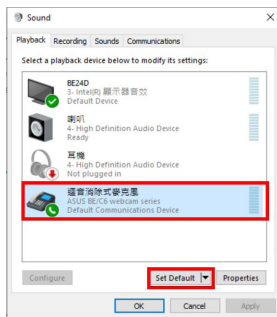 Sound
Playback Recording Sounds Communications
Select a playback device below to modify its settings:
BE24D
3- Intel(R) 顯示器音效
Default Device
喇叭
4- High Definition Audio Device
Ready
耳機
4- High Definition Audio Device
Not plugged in
迴音消除式麥克風
ASUS BE/C6 webcam series
Default Communications Device
Configure Set Default Properties
OK Cancel Apply